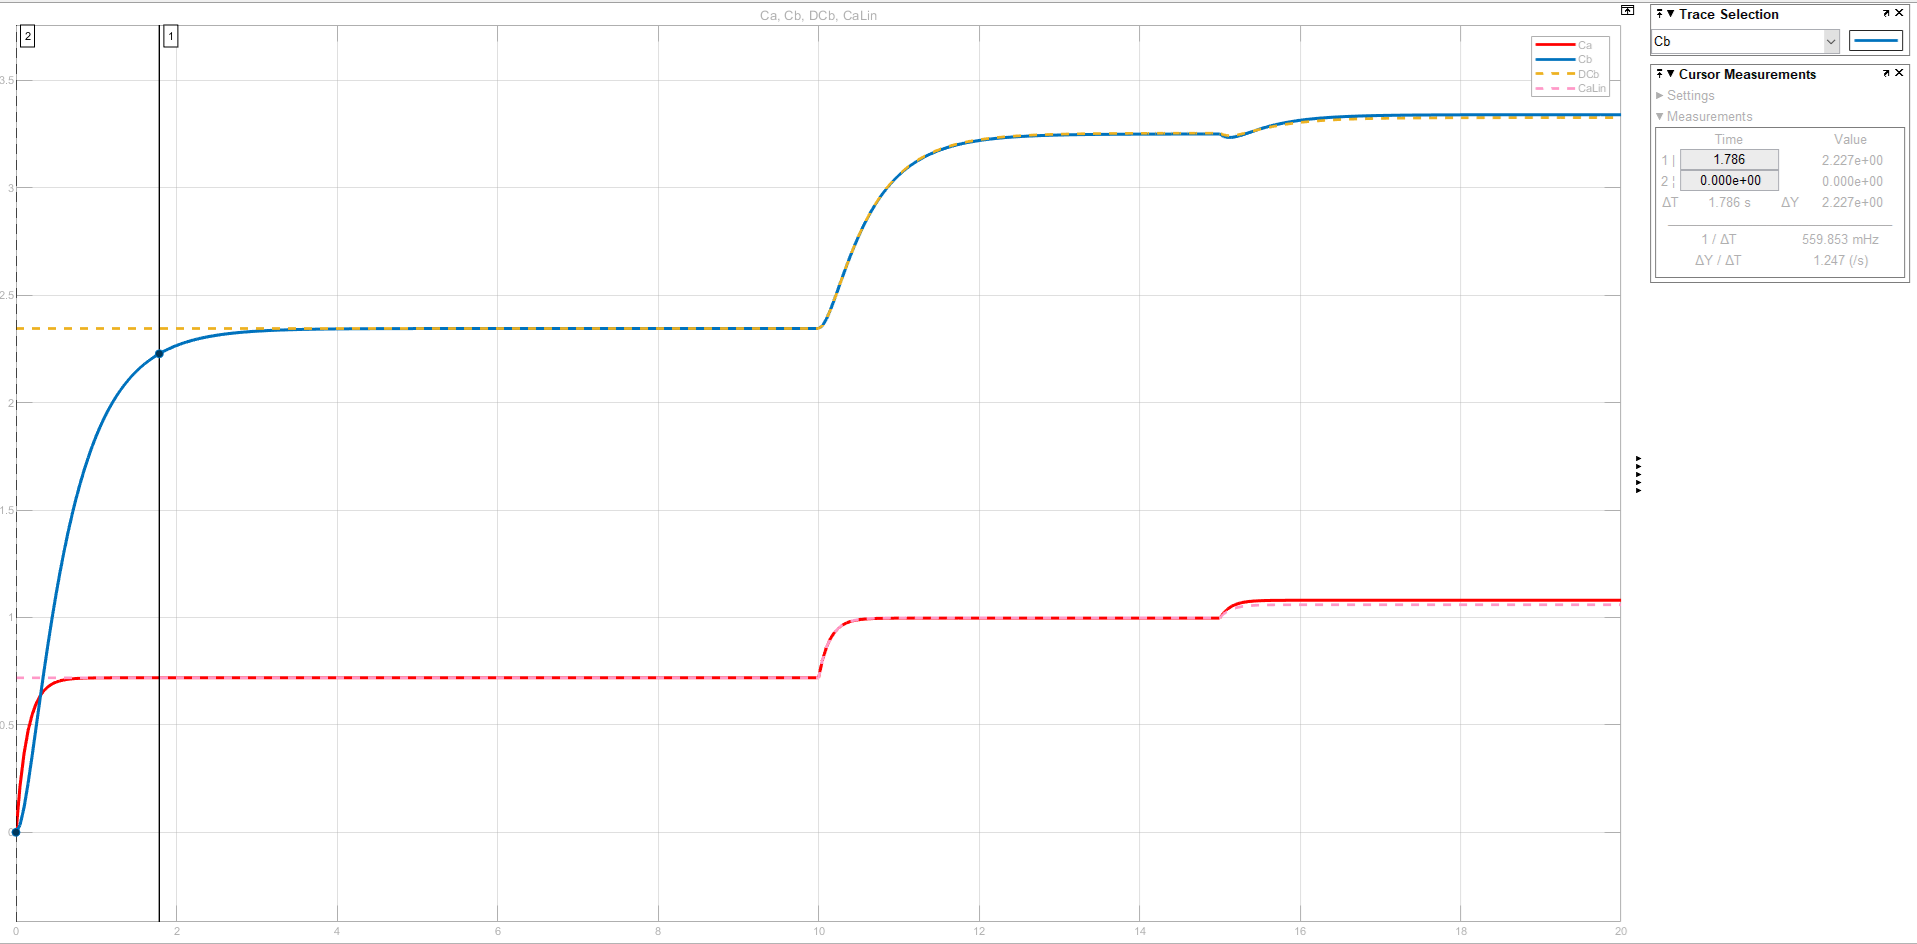 Ca, Cb, DCb, CaLin
2
1
3.5
3
2.5
2
1.5
1
0.5
0
0 2 4 6 8 10 12 14 16 18 20
Ca
Cb
DCb
CaLin
Trace Selection
Cb
Cursor Measurements
Settings
Measurements
Time Value
1 | 1.786 2.227e+00
2 ¦ 0.000e+00 0.000e+00
ΔT 1.786 s ΔY 2.227e+00
1 / ΔT 559.853 mHz
ΔY / ΔT 1.247 (/s)